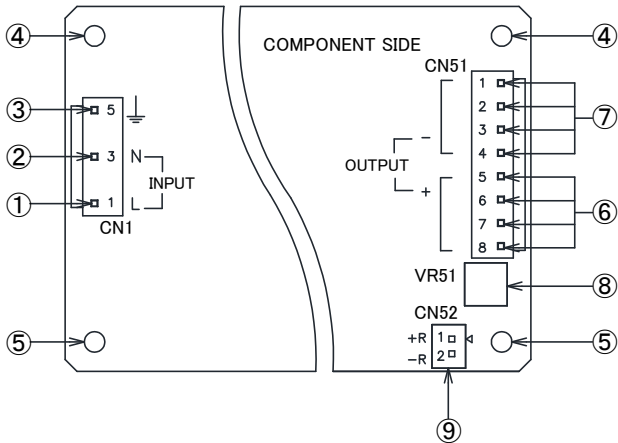 ④
④
COMPONENT SIDE
CN51
③
5
⏚
②
3
N
INPUT
①
1
L
CN1
1
2
3
4
5
6
7
8
−
OUTPUT
+
⑦
⑥
VR51
⑧
CN52
+R
1
−R
2
⑤
⑤
⑨